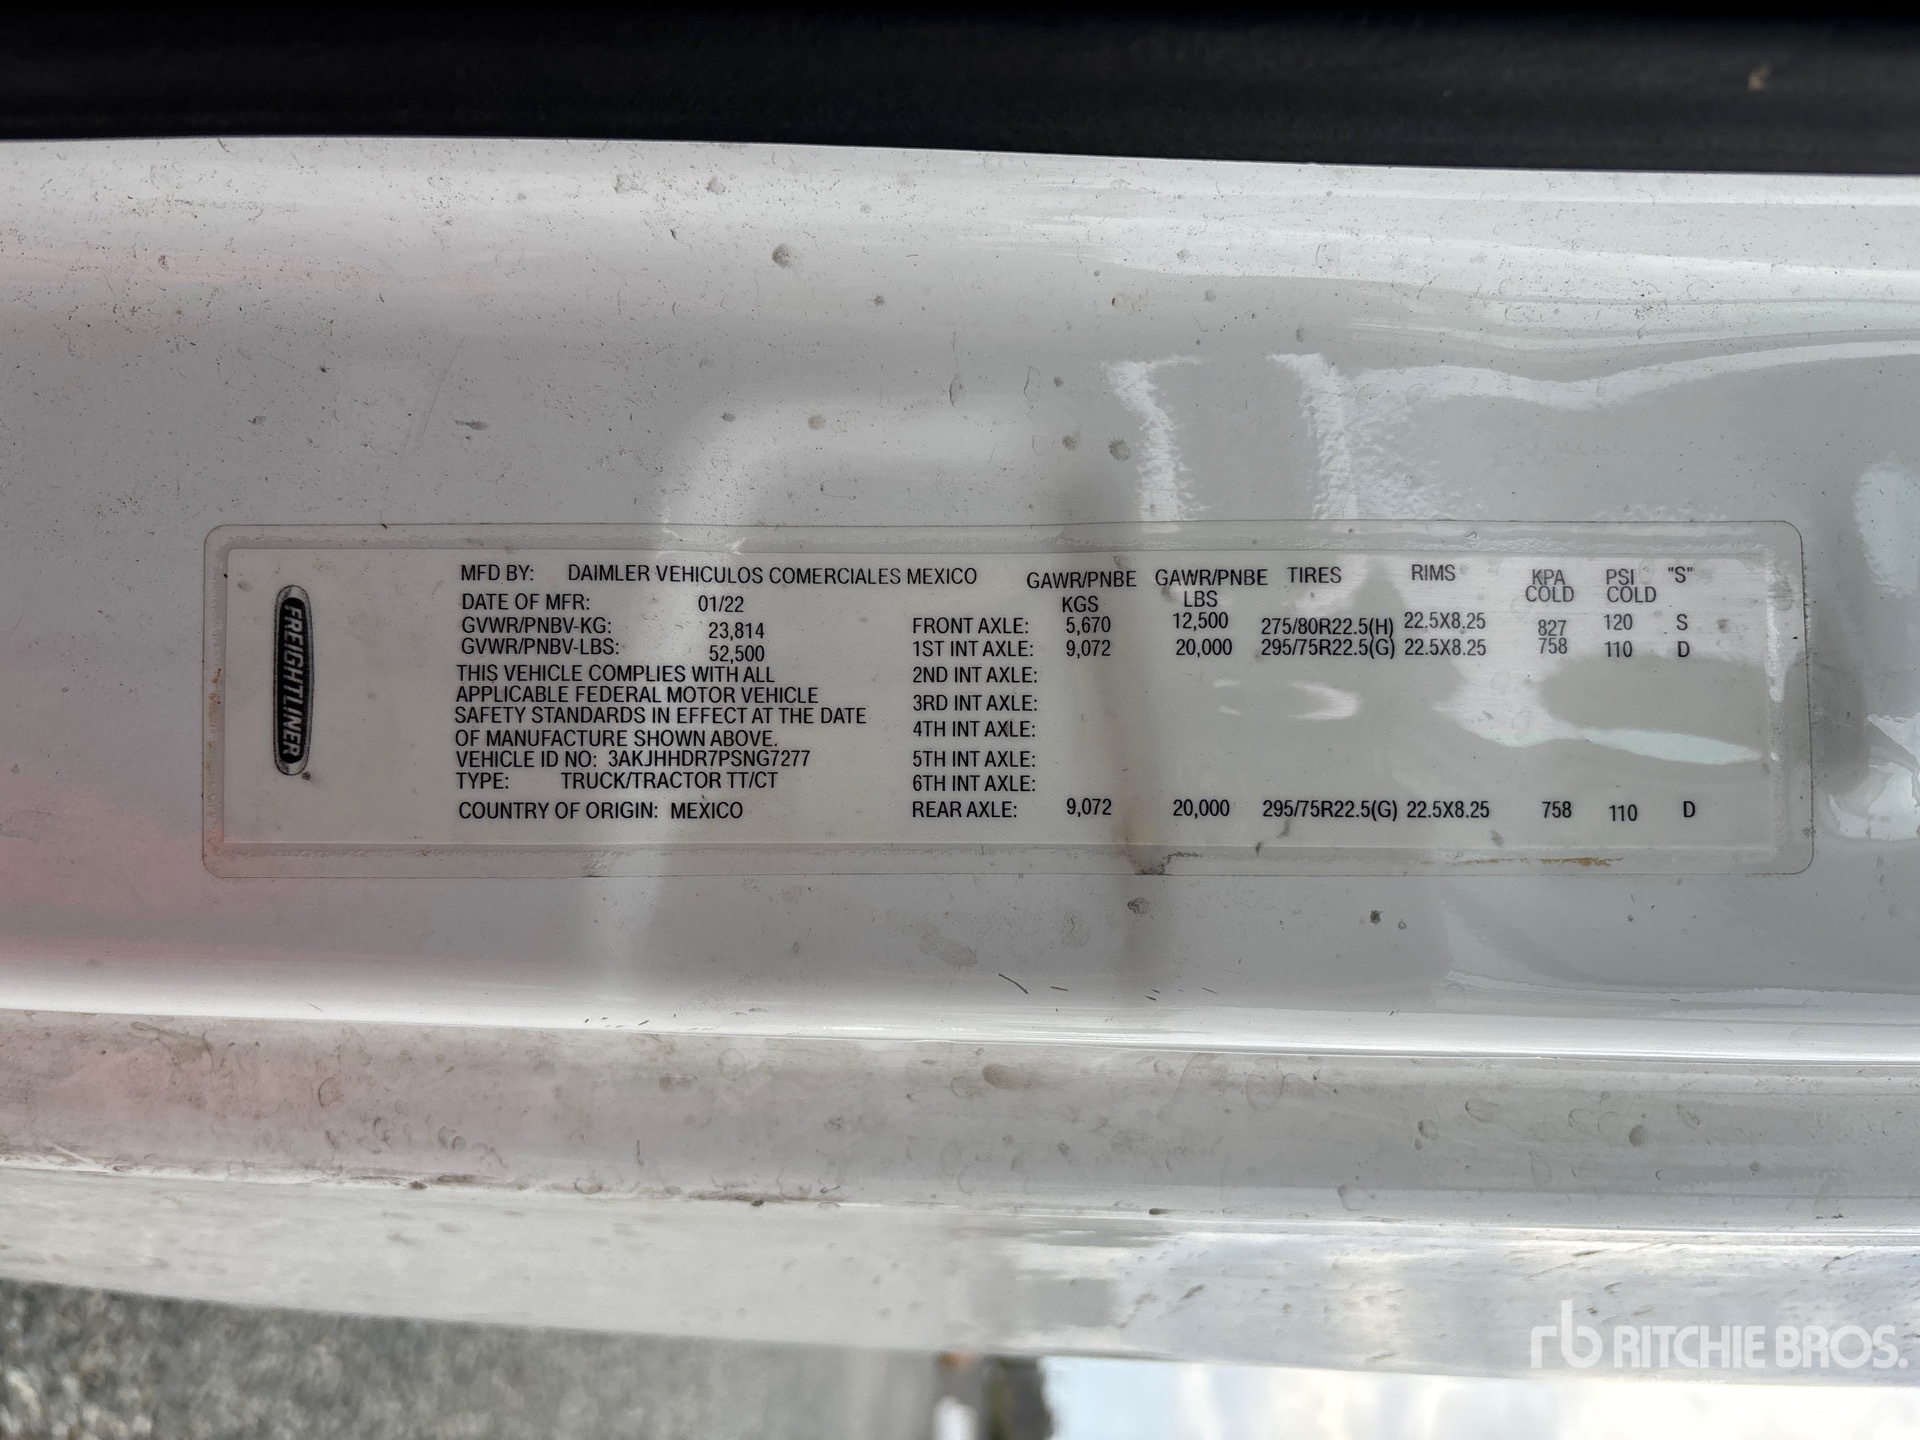 FREIGHTLINER
MFD BY: DAIMLER VEHICULOS COMERCIALES MEXICO
DATE OF MFR: 01/22
GVWR/PNBV-KG: 23,814
GVWR/PNBV-LBS: 52,500
THIS VEHICLE COMPLIES WITH ALL
APPLICABLE FEDERAL MOTOR VEHICLE
SAFETY STANDARDS IN EFFECT AT THE DATE
OF MANUFACTURE SHOWN ABOVE.
VEHICLE ID NO: 3AKJHHDR7PSNG7277
TYPE: TRUCK/TRACTOR TT/CT
COUNTRY OF ORIGIN: MEXICO
GAWR/PNBE GAWR/PNBE TIRES RIMS KPA PSI "S"
KGS LBS COLD COLD
FRONT AXLE: 5,670 12,500 275/80R22.5(H) 22.5X8.25 827 120 S
1ST INT AXLE: 9,072 20,000 295/75R22.5(G) 22.5X8.25 758 110 D
2ND INT AXLE:
3RD INT AXLE:
4TH INT AXLE:
5TH INT AXLE:
6TH INT AXLE:
REAR AXLE: 9,072 20,000 295/75R22.5(G) 22.5X8.25 758 110 D
rb RITCHIE BROS.